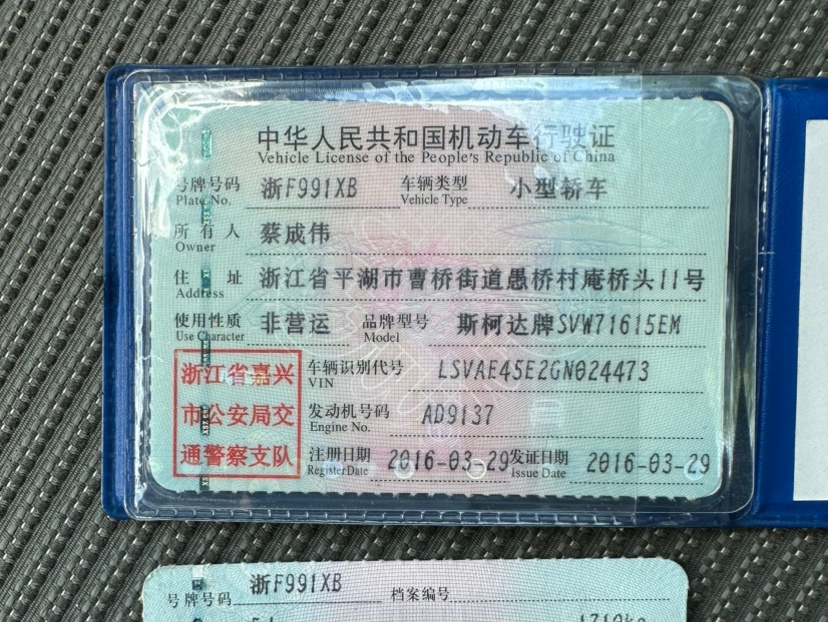 中华人民共和国机动车行驶证
Vehicle License of the People's Republic of China
号牌号码 浙F991XB 车辆类型 小型轿车
Plate No. Vehicle Type
所有人 蔡成伟
Owner
住址 浙江省平湖市曹桥街道愚桥村庵桥头11号
Address
使用性质 非营运 品牌型号 斯柯达牌SVW71615EM
Use Character Model
浙江省嘉兴
市公安局交
通警察支队
车辆识别代号 LSVAE45E2GN024473
VIN
发动机号码 AD9137
Engine No.
注册日期 2016-03-29 发证日期 2016-03-29
Register Date Issue Date
号牌号码 浙F991XB 档案编号